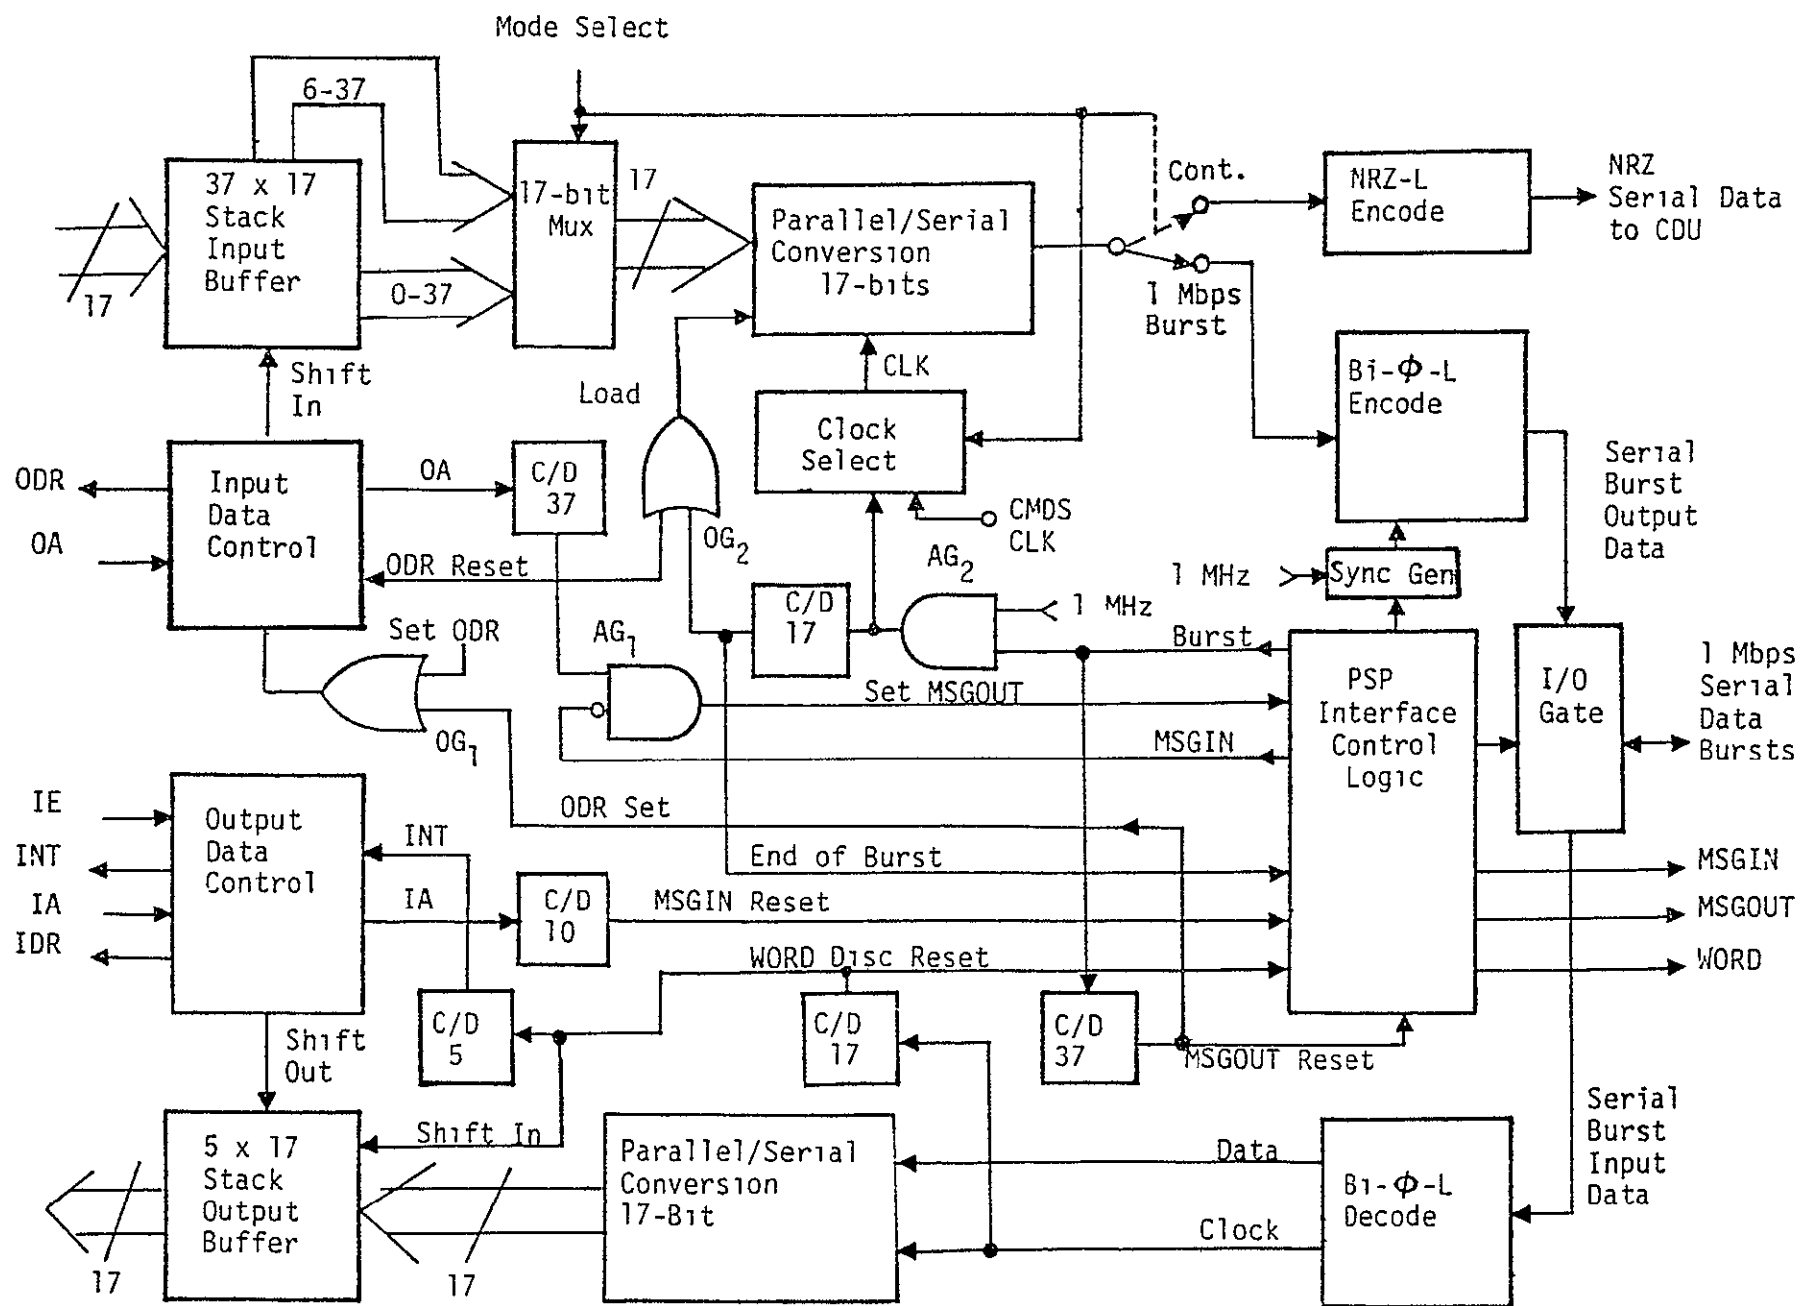 Mode Select
6-37
37 x 17
Stack
Input
Buffer
17
0-37
17-bit
Mux
17
Parallel/Serial
Conversion
17-bits
Cont.
1 Mbps
Burst
NRZ-L
Encode
NRZ
Serial Data
to CDU
Shift
In
Load
CLK
Clock
Select
CMDS
CLK
Bi-Φ-L
Encode
Serial
Burst
Output
Data
ODR
OA
Input
Data
Control
OA
C/D
37
ODR Reset
OG2
AG2
1 MHz
Sync Gen
C/D
17
1 MHz
Set ODR
AG1
Burst
Set MSGOUT
OG1
MSGIN
PSP
Interface
Control
Logic
I/O
Gate
1 Mbps
Serial
Data
Bursts
IE
INT
IA
IDR
Output
Data
Control
INT
IA
ODR Set
End of Burst
C/D
10
MSGIN Reset
WORD Disc Reset
MSGIN
MSGOUT
WORD
Shift
Out
C/D
5
C/D
17
C/D
37
MSGOUT Reset
5 x 17
Stack
Output
Buffer
17
Shift In
17
Parallel/Serial
Conversion
17-Bit
Data
Clock
Bi-Φ-L
Decode
Serial
Burst
Input
Data